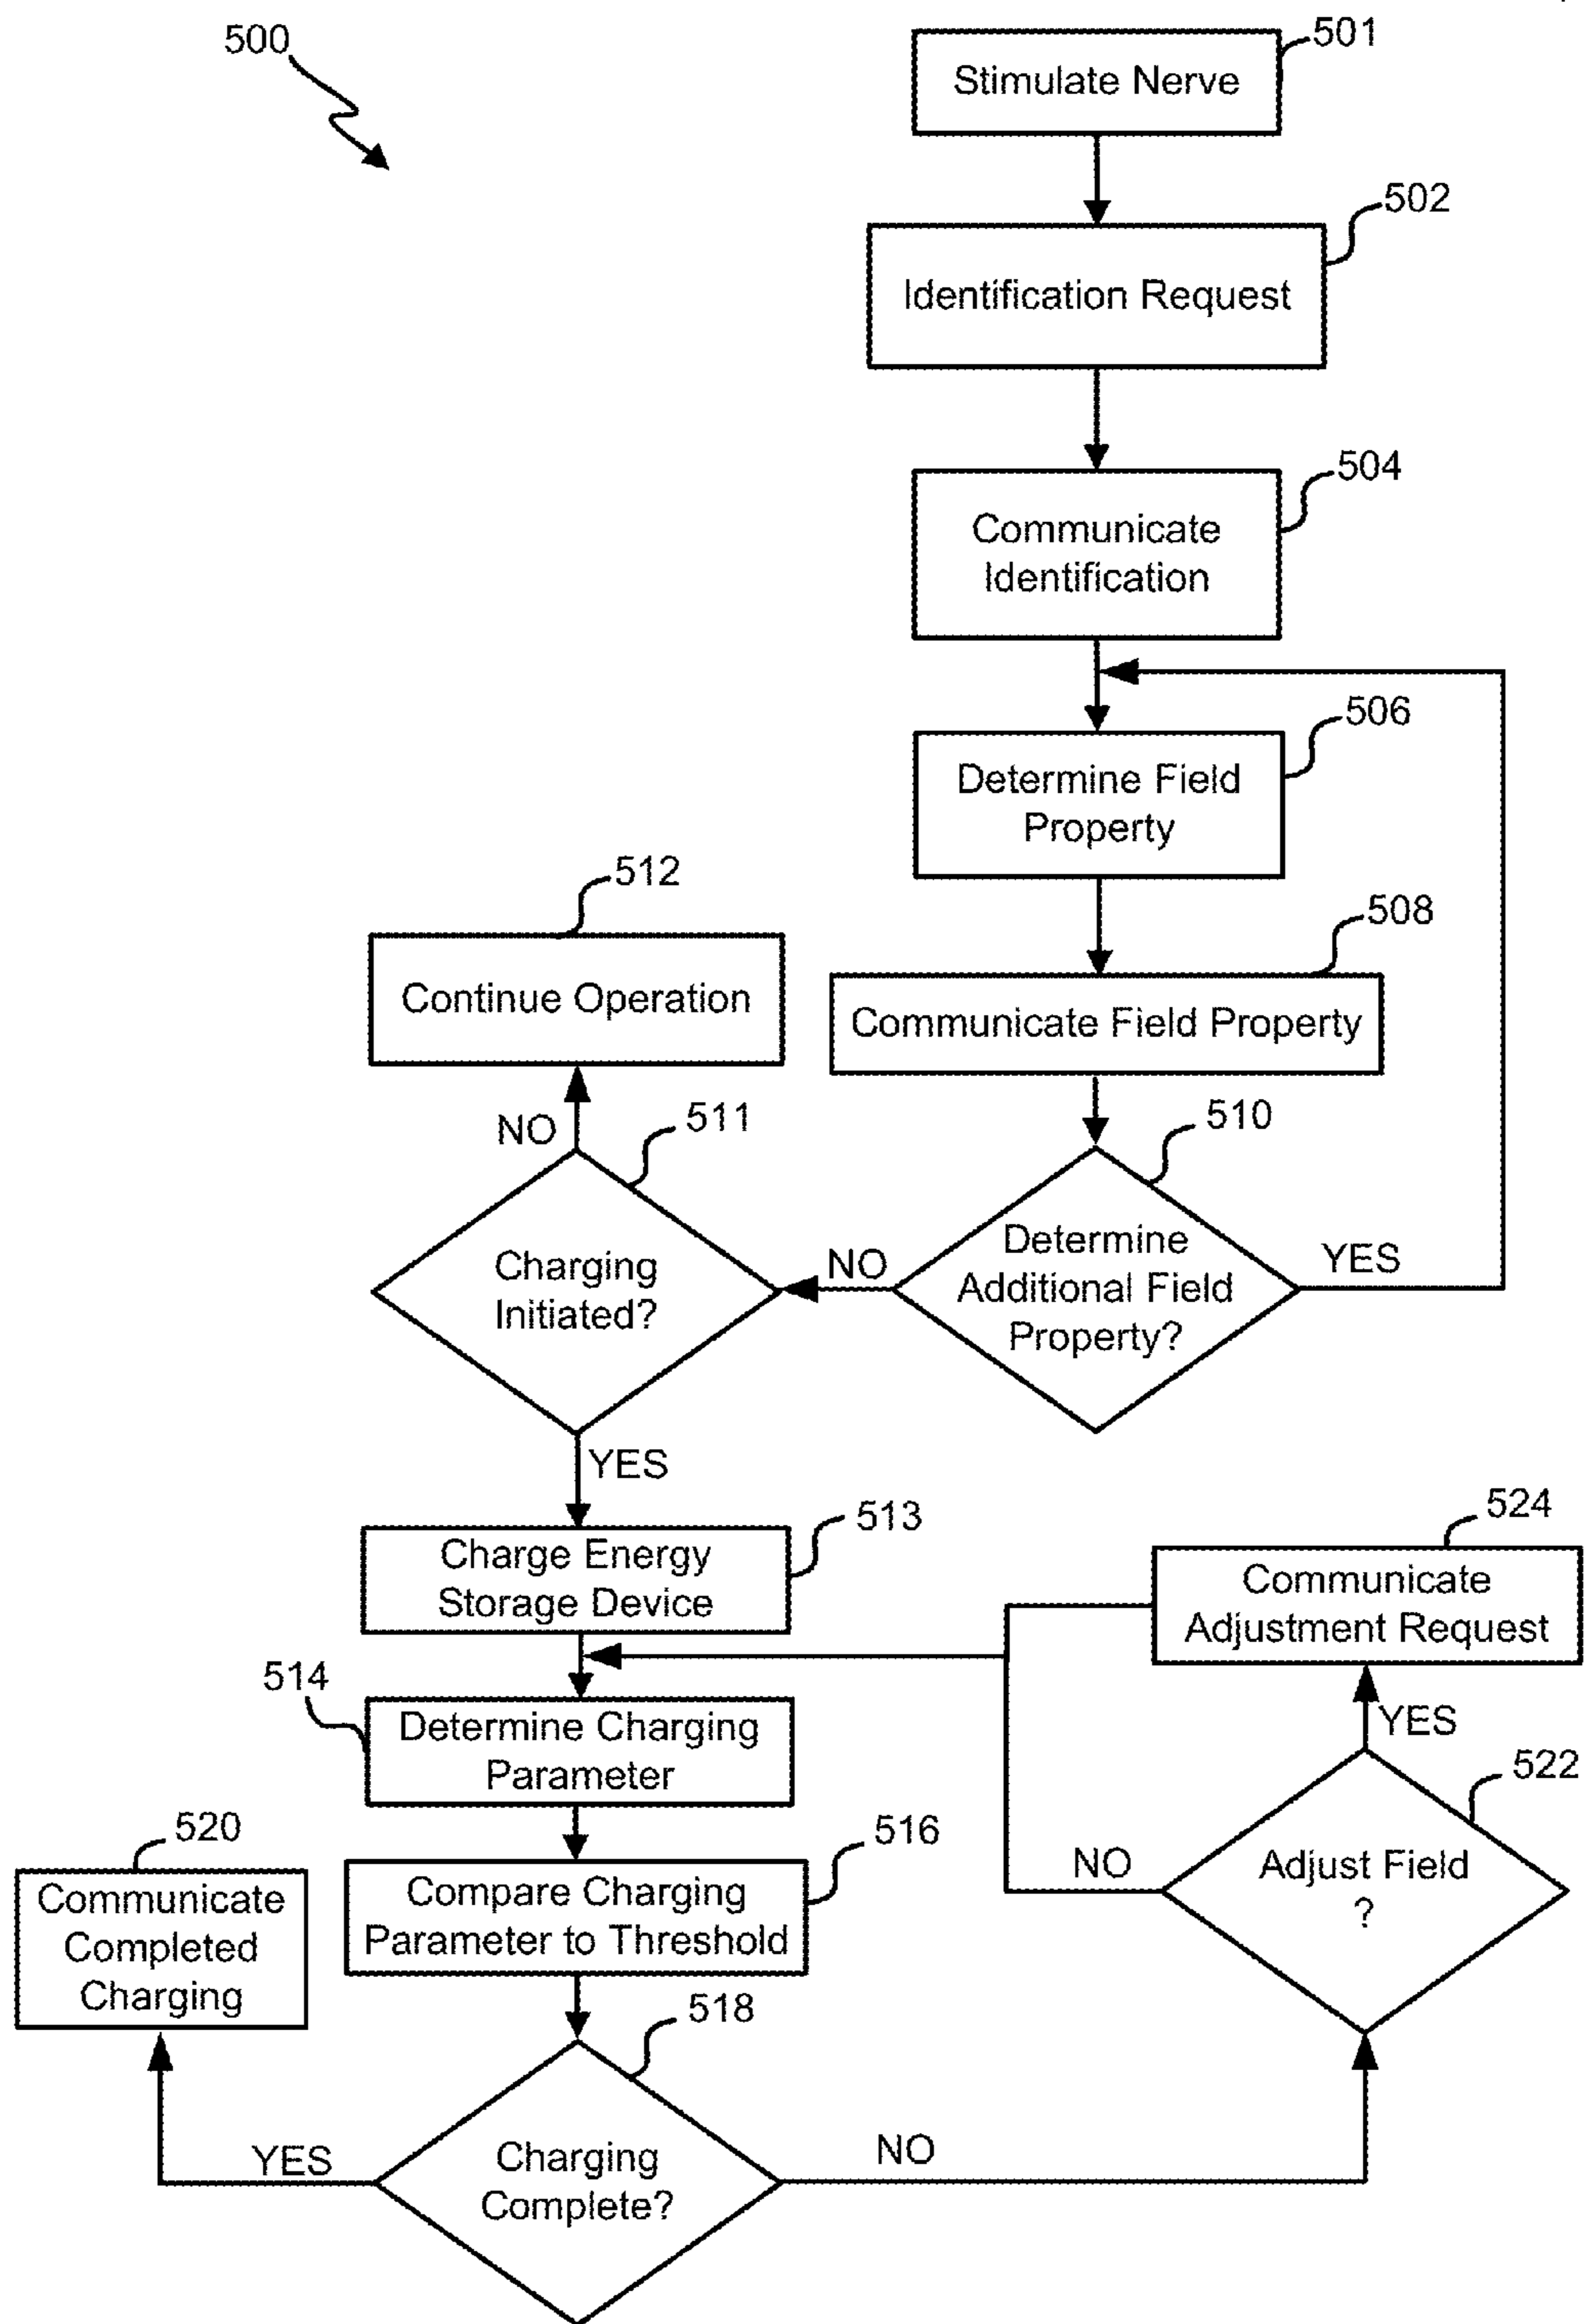 500
501
Stimulate Nerve
502
Identification Request
504
Communicate
Identification
506
Determine Field
Property
512
Continue Operation
508
Communicate Field Property
NO
511
510
Charging
Initiated?
NO
Determine
Additional Field
Property?
YES
YES
513
Charge Energy
Storage Device
524
Communicate
Adjustment Request
514
Determine Charging
Parameter
YES
522
520
Communicate
Completed
Charging
516
Compare Charging
Parameter to Threshold
NO
Adjust Field
?
518
YES
Charging
Complete?
NO